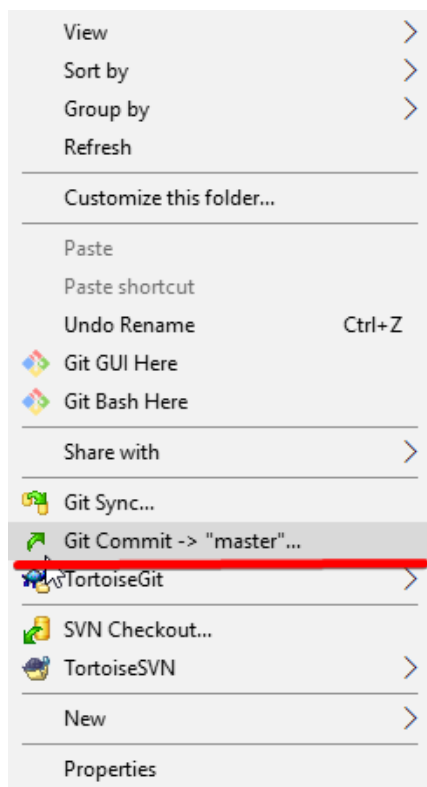 View
Sort by
Group by
Refresh
Customize this folder...
Paste
Paste shortcut
Undo Rename Ctrl+Z
Git GUI Here
Git Bash Here
Share with
Git Sync...
Git Commit -> "master"...
TortoiseGit
SVN Checkout...
TortoiseSVN
New
Properties